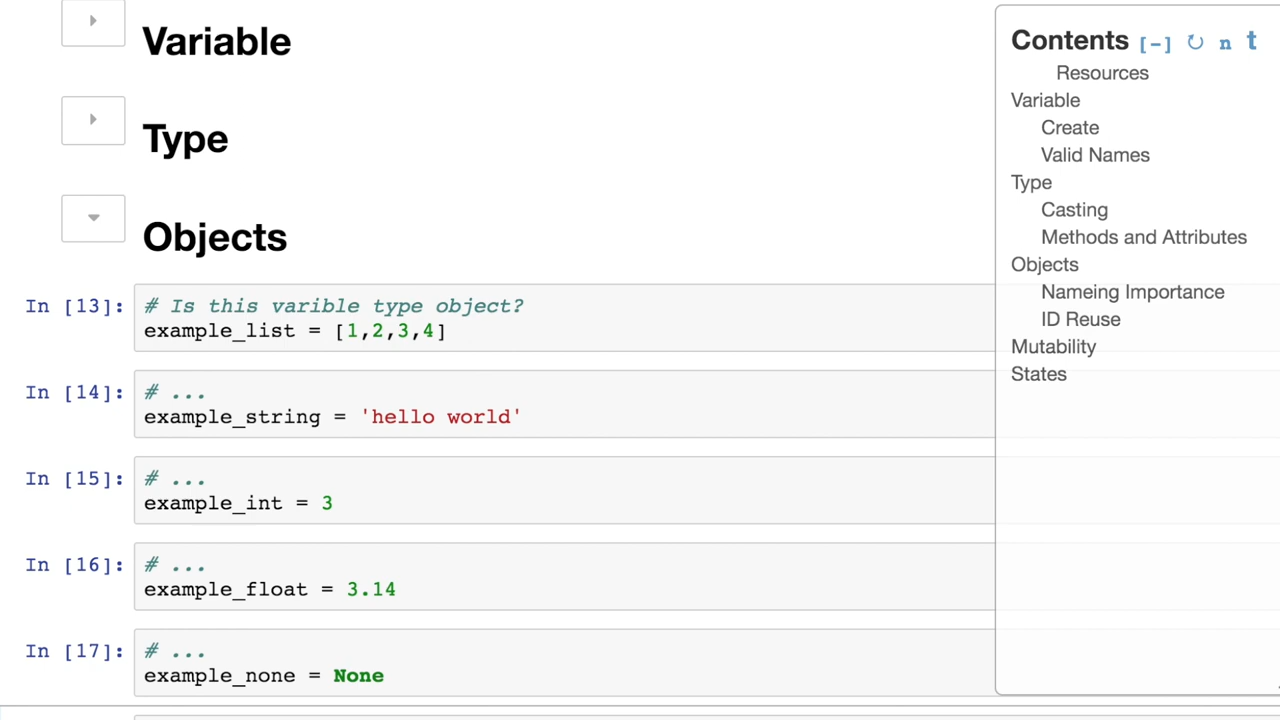 Variable
Type
Objects
In [13]: # Is this varible type object?
example_list = [1,2,3,4]
In [14]: # ...
example_string = 'hello world'
In [15]: # ...
example_int = 3
In [16]: # ...
example_float = 3.14
In [17]: # ...
example_none = None
Contents [-] ↻ n t
Resources
Variable
Create
Valid Names
Type
Casting
Methods and Attributes
Objects
Nameing Importance
ID Reuse
Mutability
States